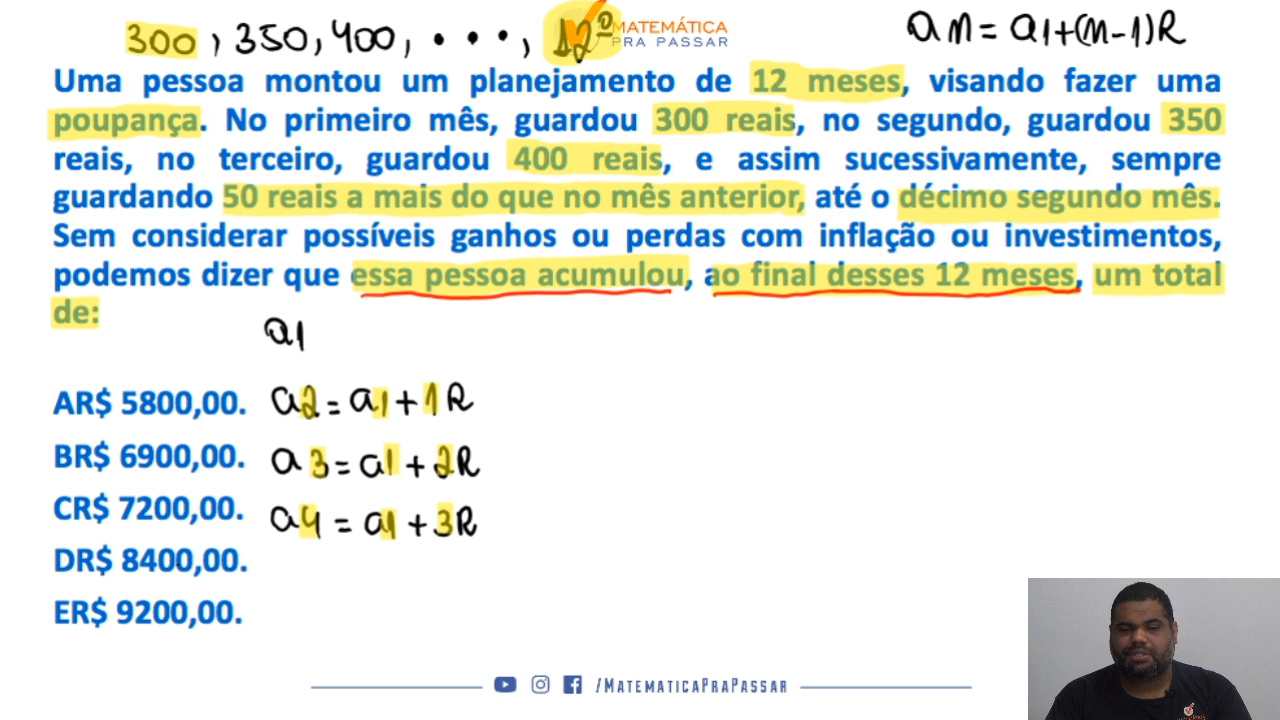 300, 350, 400, • • •, 12º
MATEMÁTICA
PRA PASSAR
an = a1+(n-1)R
Uma pessoa montou um planejamento de 12 meses, visando fazer uma
poupança. No primeiro mês, guardou 300 reais, no segundo, guardou 350
reais, no terceiro, guardou 400 reais, e assim sucessivamente, sempre
guardando 50 reais a mais do que no mês anterior, até o décimo segundo mês.
Sem considerar possíveis ganhos ou perdas com inflação ou investimentos,
podemos dizer que essa pessoa acumulou, ao final desses 12 meses, um total
de:
a1
AR$ 5800,00. a2 = a1 + 1R
BR$ 6900,00. a3 = a1 + 2R
CR$ 7200,00. a4 = a1 + 3R
DR$ 8400,00.
ER$ 9200,00.
/MatematicaPraPassar